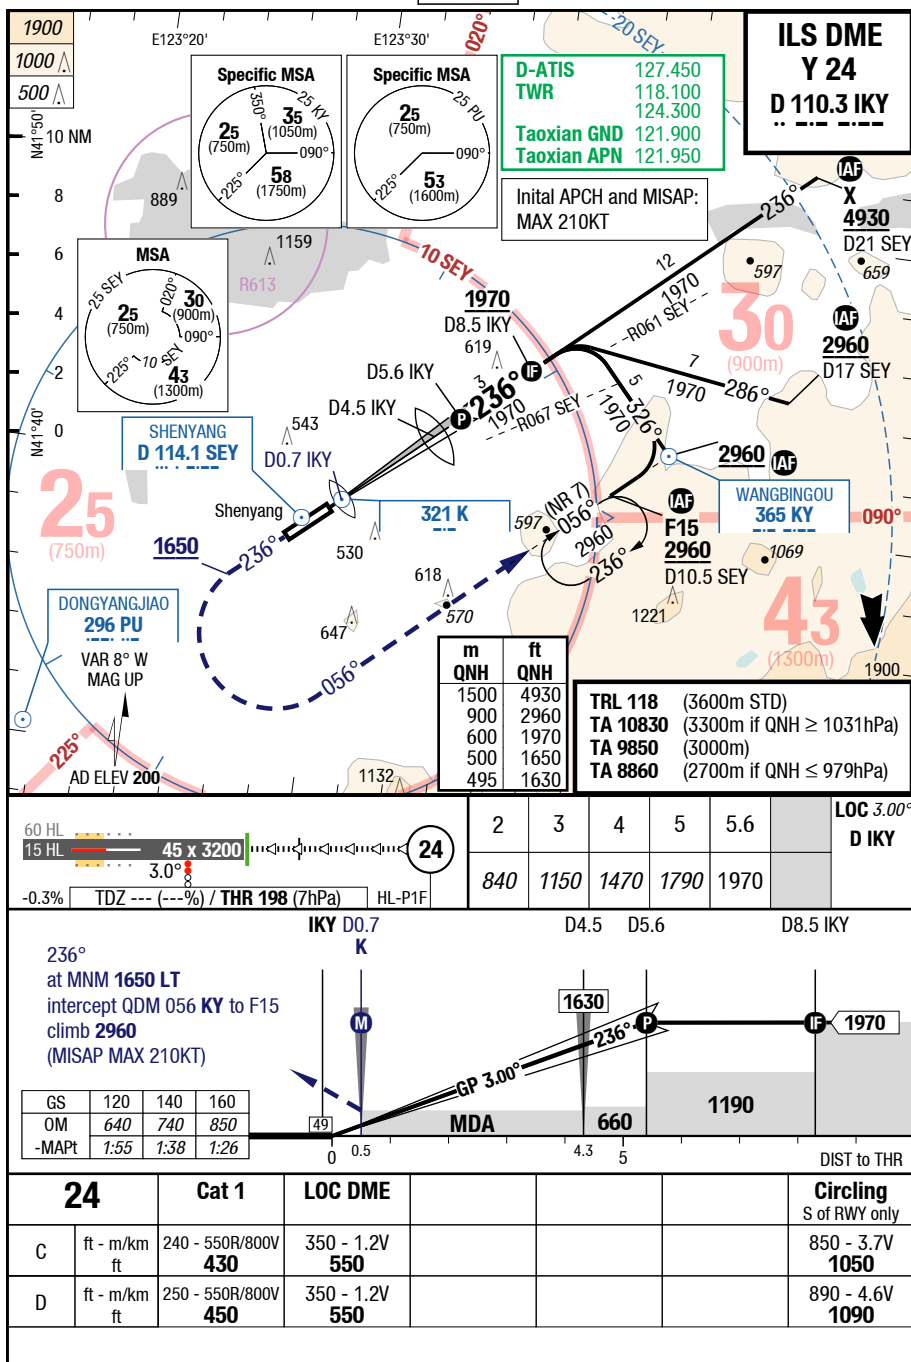 1900
1000
500
E123°20'
E123°30'
020°
-20 SEY
ILS DME
Y 24
D 110.3 IKY
N41°50'
10 NM
8
6
4
2
0
N41°40'
Specific MSA
350°
25 KY
25 (750m)
35 (1050m)
090°
225°
58 (1750m)
Specific MSA
25 PU
25 (750m)
090°
225°
53 (1600m)
D-ATIS 127.450
TWR 118.100
124.300
Taoxian GND 121.900
Taoxian APN 121.950
Inital APCH and MISAP:
MAX 210KT
889
1159
R613
10 SEY
MSA
25 SEY
020°
25 (750m)
30 (900m)
090°
225°
10 SEY
43 (1300m)
236°
IAF
X
4930
D21 SEY
12
1970
597
659
R061 SEY
30
(900m)
1970
D8.5 IKY
619
IF
IAF
2960
D17 SEY
7
1970
286°
D5.6 IKY
D4.5 IKY
P
3
236°
1970
R067 SEY
5
1970
326°
2960 IAF
SHENYANG
D 114.1 SEY
543
D0.7 IKY
Shenyang
321 K
WANGBINGOU
365 KY
25
(750m)
1650
236°
530
597
(NR 7)
056°
2960
236°
IAF
F15
2960
D10.5 SEY
090°
1069
618
570
647
056°
1221
43
(1300m)
1900
DONGYANGJIAO
296 PU
VAR 8° W
MAG UP
225°
AD ELEV 200
1132
m ft
QNH QNH
1500 4930
900 2960
600 1970
500 1650
495 1630
TRL 118 (3600m STD)
TA 10830 (3300m if QNH ≥ 1031hPa)
TA 9850 (3000m)
TA 8860 (2700m if QNH ≤ 979hPa)
60 HL
15 HL
45 x 3200
24
3.0°
-0.3%
TDZ --- (---%) / THR 198 (7hPa)
HL-P1F
2 3 4 5 5.6 LOC 3.00°
D IKY
840 1150 1470 1790 1970
IKY D0.7
K
D4.5
D5.6
D8.5 IKY
236°
at MNM 1650 LT
intercept QDM 056 KY to F15
climb 2960
(MISAP MAX 210KT)
M
1630
236°
P
IF
1970
GP 3.00°
49
MDA
660
1190
0 0.5 4.3 5 DIST to THR
GS 120 140 160
OM 640 740 850
-MAPt 1:55 1:38 1:26
24 Cat 1 LOC DME Circling
S of RWY only
C ft - m/km 240 - 550R/800V 350 - 1.2V 850 - 3.7V
ft 430 550 1050
D ft - m/km 250 - 550R/800V 350 - 1.2V 890 - 4.6V
ft 450 550 1090